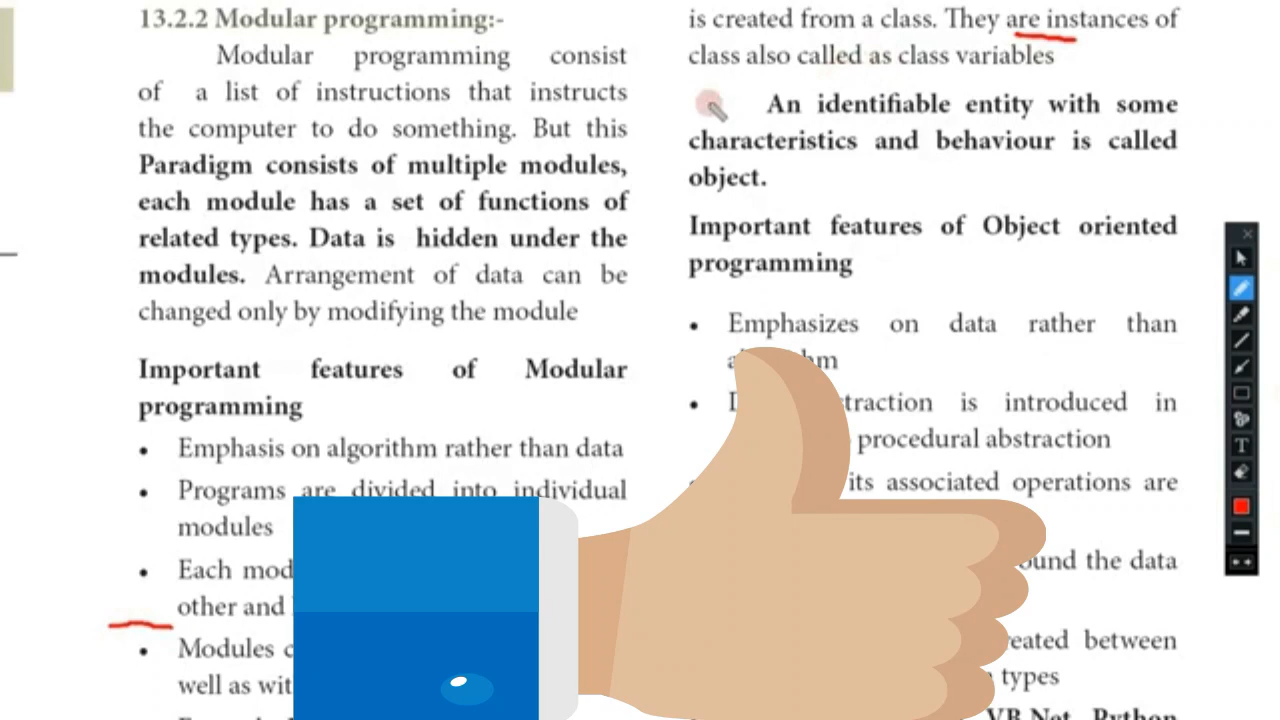 13.2.2 Modular programming:-
Modular programming consist
of a list of instructions that instructs
the computer to do something. But this
Paradigm consists of multiple modules,
each module has a set of functions of
related types. Data is hidden under the
modules. Arrangement of data can be
changed only by modifying the module
Important features of Modular
programming
• Emphasis on algorithm rather than data
• Programs are divided into individual
modules
• Each
other and
• Modules
well as
is created from a class. They are instances of
class also called as class variables
An identifiable entity with some
characteristics and behaviour is called
object.
Important features of Object oriented
programming
• Emphasizes on data rather than
• is introduced in
procedural abstraction
its associated operations are
the data
between
types
VB.Net, Python
T